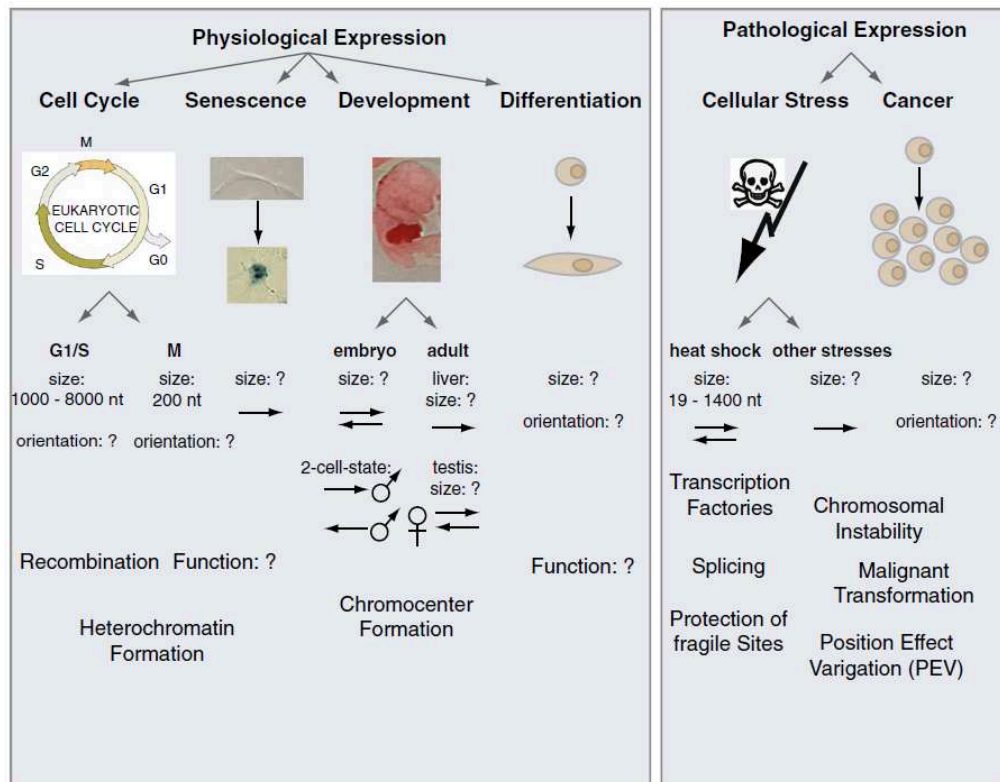 Physiological Expression
Cell Cycle
Senescence
Development
Differentiation
M
G2
G1
EUKARYOTIC
CELL CYCLE
S
G0
G1/S
M
embryo
adult
size:
1000 - 8000 nt
size:
200 nt
size: ?
size: ?
liver:
size: ?
size: ?
orientation: ?
orientation: ?
orientation: ?
2-cell-state:
testis:
size: ?
Recombination
Function: ?
Function: ?
Heterochromatin
Formation
Chromocenter
Formation
Pathological Expression
Cellular Stress
Cancer
heat shock
other stresses
size:
19 - 1400 nt
size: ?
size: ?
orientation: ?
Transcription
Factories
Chromosomal
Instability
Splicing
Malignant
Transformation
Protection of
fragile Sites
Position Effect
Varigation (PEV)